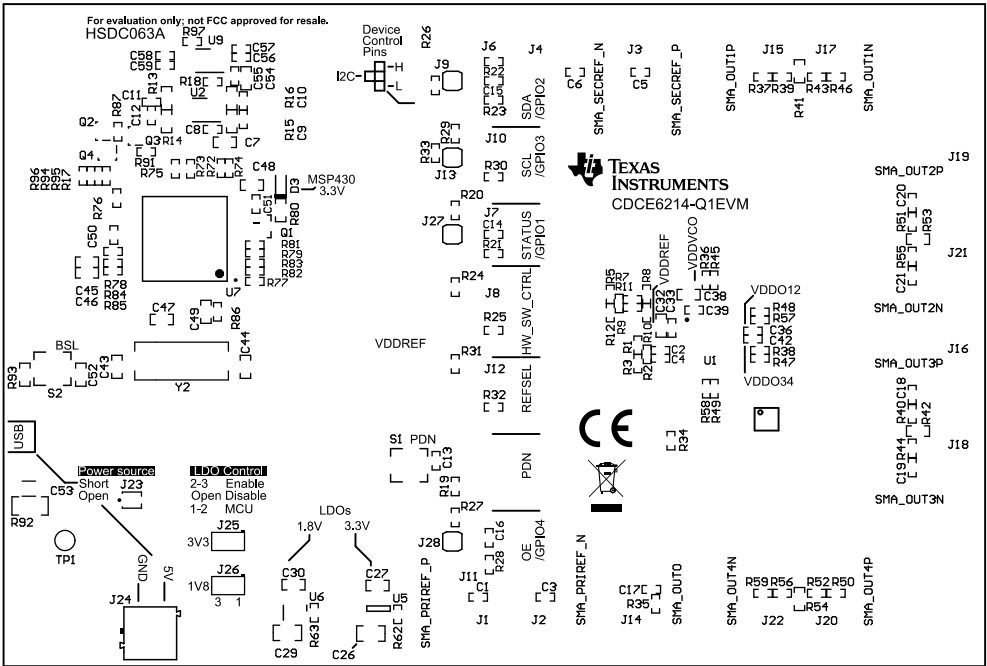 For evaluation only; not FCC approved for resale.
HSDC063A
R97
U9
C58
C59
C57
C56
R13
R18
C55
C54
C11
U2
R87
C12
R16
C10
Q2
C8
C7
R15
C9
Q3
R14
Q4
R91
R75
R73
R72
R74
R96
R94
R95
R17
C48
D3
MSP430
3.3V
R76
C51
R80
Q1
C50
R81
R79
R83
R82
R77
C45
C46
R78
R84
R85
U7
C47
C49
R86
C44
BSL
R93
S2
C52
C43
Y2
USB
Power source
Short
Open
J23
C53
R92
TP1
GND
5V
J24
LDO Control
2-3 Enable
Open Disable
1-2 MCU
J25
3V3
J26
1V8
3 1
LDOs
1.8V 3.3V
C30
U6
R63
C29
C27
U5
R62
C26
Device
Control
Pins
I2C
H
L
R26
J9
J6
R22
C15
R23
J4
SDA
/GPIO2
R29
R33
J13
J10
R30
SCL
/GPIO3
R20
J27
J7
C14
R21
STATUS
/GPIO1
R24
J8
R25
HW_SW_CTRL
VDDREF
R31
J12
R32
REFSEL
S1 PDN
C13
R19
PDN
R27
J28
C16
R28
OE
/GPIO4
SMA_PRIREF_P
J11
C1
J1
C3
J2
SMA_PRIREF_N
C17
R35
J14
SMA_OUT0
C6
SMA_SECREF_N
J3
C5
SMA_SECREF_P
SMA_OUT1P
J15
R37
R39
R41
J17
R43
R46
SMA_OUT1N
TEXAS
INSTRUMENTS
CDCE6214-Q1EVM
VDDREF
VDDVCO
R36
R45
R5
R7
R11
R8
C32
C33
C38
C39
R12
R9
R10
R1
R3
R2
C2
C4
U1
VDDO12
R48
R57
C36
C42
R38
R47
VDDO34
R58
R49
R34
CE
J19
SMA_OUT2P
C20
R51
R53
R55
J21
C21
SMA_OUT2N
J16
SMA_OUT3P
C18
R40
R42
R44
J18
C19
SMA_OUT3N
SMA_OUT4N
R59
R56
J22
R54
R52
R50
J20
SMA_OUT4P